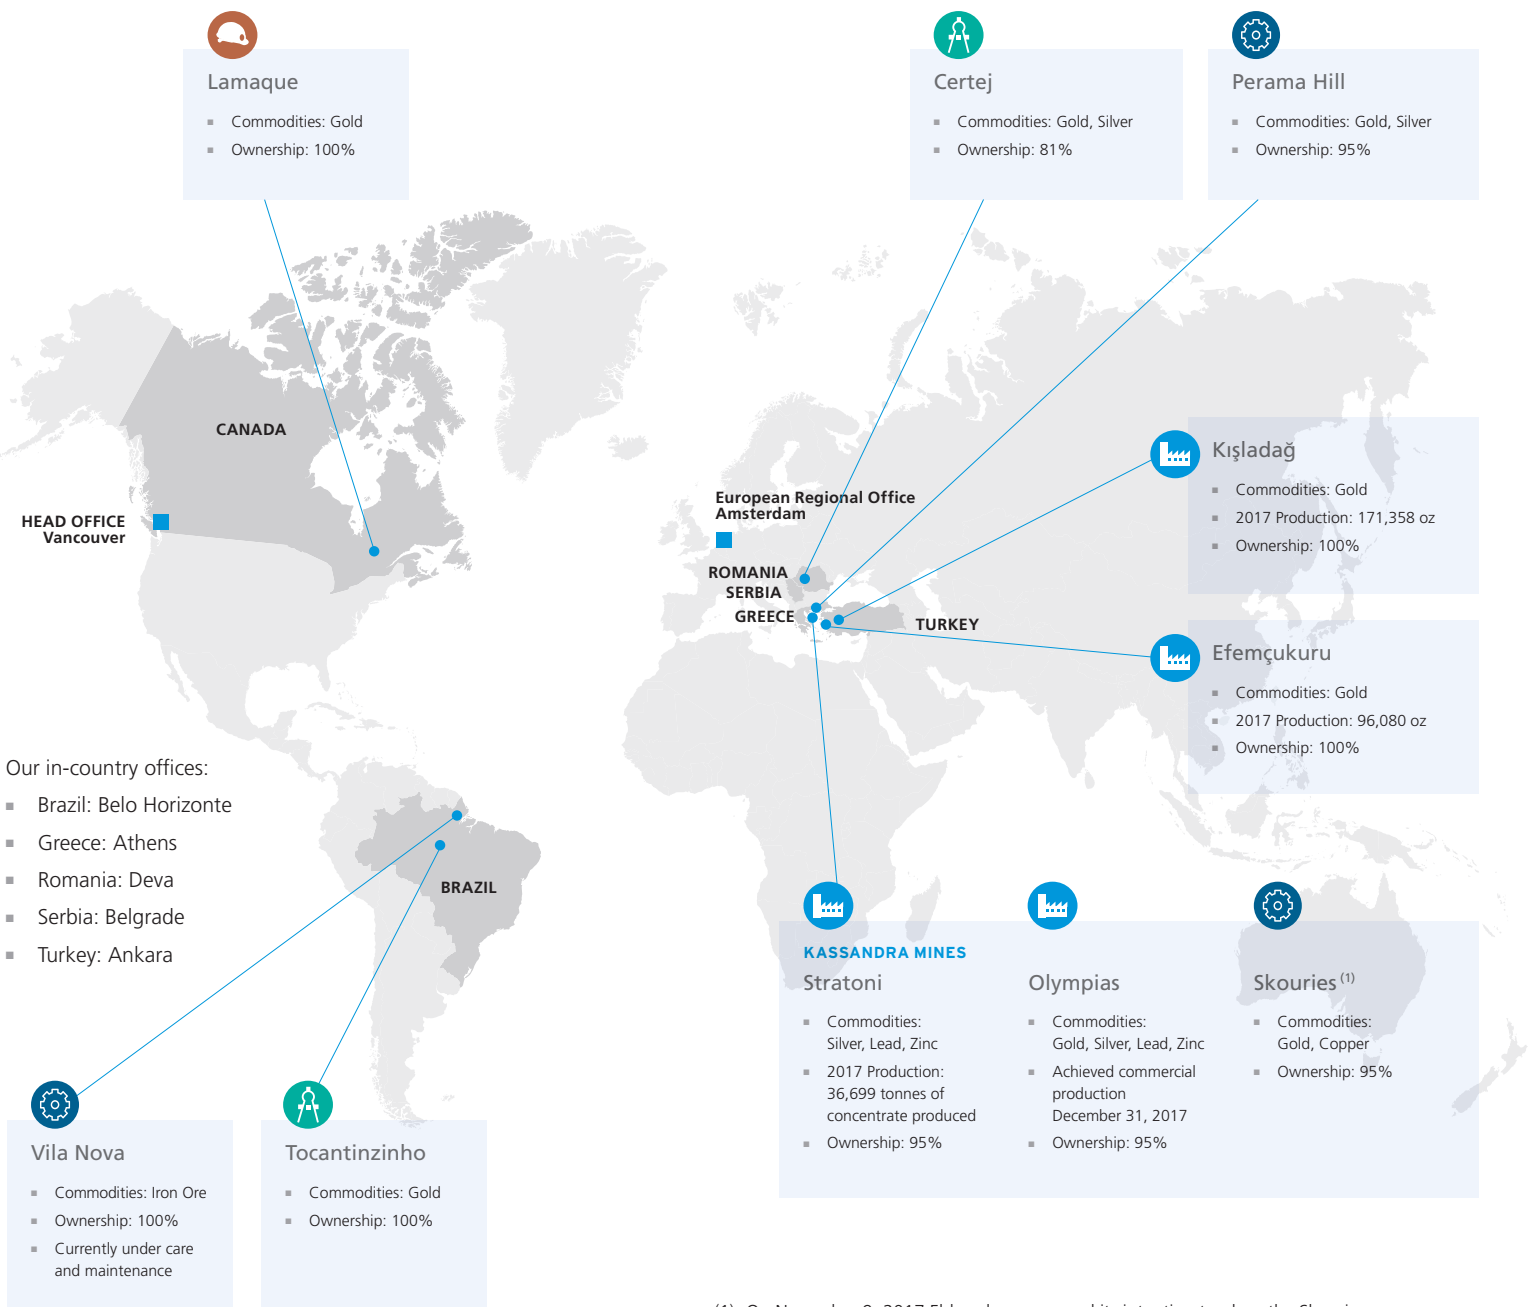 Lamaque
▪ Commodities: Gold
▪ Ownership: 100%
Certej
▪ Commodities: Gold, Silver
▪ Ownership: 81%
Perama Hill
▪ Commodities: Gold, Silver
▪ Ownership: 95%
CANADA
HEAD OFFICE
Vancouver
European Regional Office
Amsterdam
ROMANIA
SERBIA
GREECE
TURKEY
Kışladağ
▪ Commodities: Gold
▪ 2017 Production: 171,358 oz
▪ Ownership: 100%
Efemçukuru
▪ Commodities: Gold
▪ 2017 Production: 96,080 oz
▪ Ownership: 100%
Our in-country offices:
▪ Brazil: Belo Horizonte
▪ Greece: Athens
▪ Romania: Deva
▪ Serbia: Belgrade
▪ Turkey: Ankara
BRAZIL
KASSANDRA MINES
Stratoni
▪ Commodities:
Silver, Lead, Zinc
▪ 2017 Production:
36,699 tonnes of
concentrate produced
▪ Ownership: 95%
Olympias
▪ Commodities:
Gold, Silver, Lead, Zinc
▪ Achieved commercial
production
December 31, 2017
▪ Ownership: 95%
Skouries (1)
▪ Commodities:
Gold, Copper
▪ Ownership: 95%
Vila Nova
▪ Commodities: Iron Ore
▪ Ownership: 100%
▪ Currently under care
and maintenance
Tocantinzinho
▪ Commodities: Gold
▪ Ownership: 100%